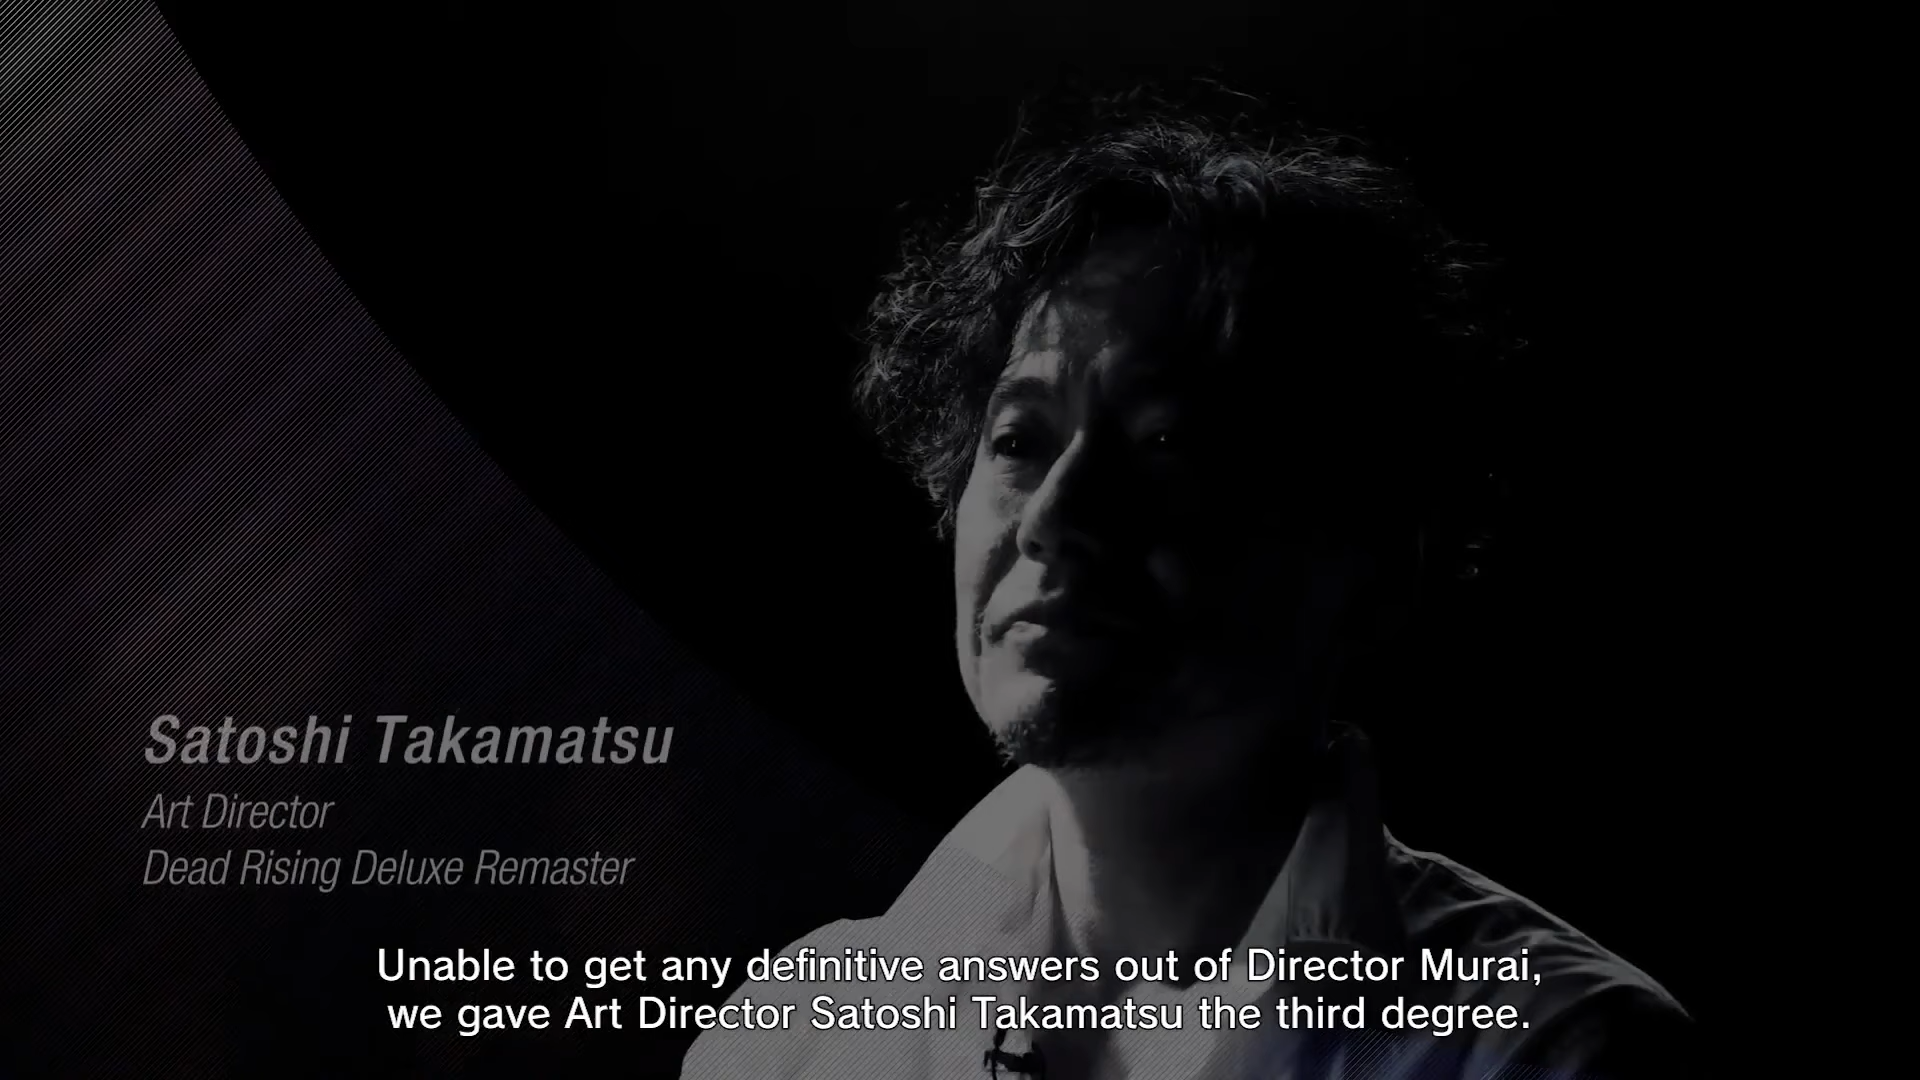 Satoshi Takamatsu
Art Director
Dead Rising Deluxe Remaster
Unable to get any definitive answers out of Director Murai,
we gave Art Director Satoshi Takamatsu the third degree.